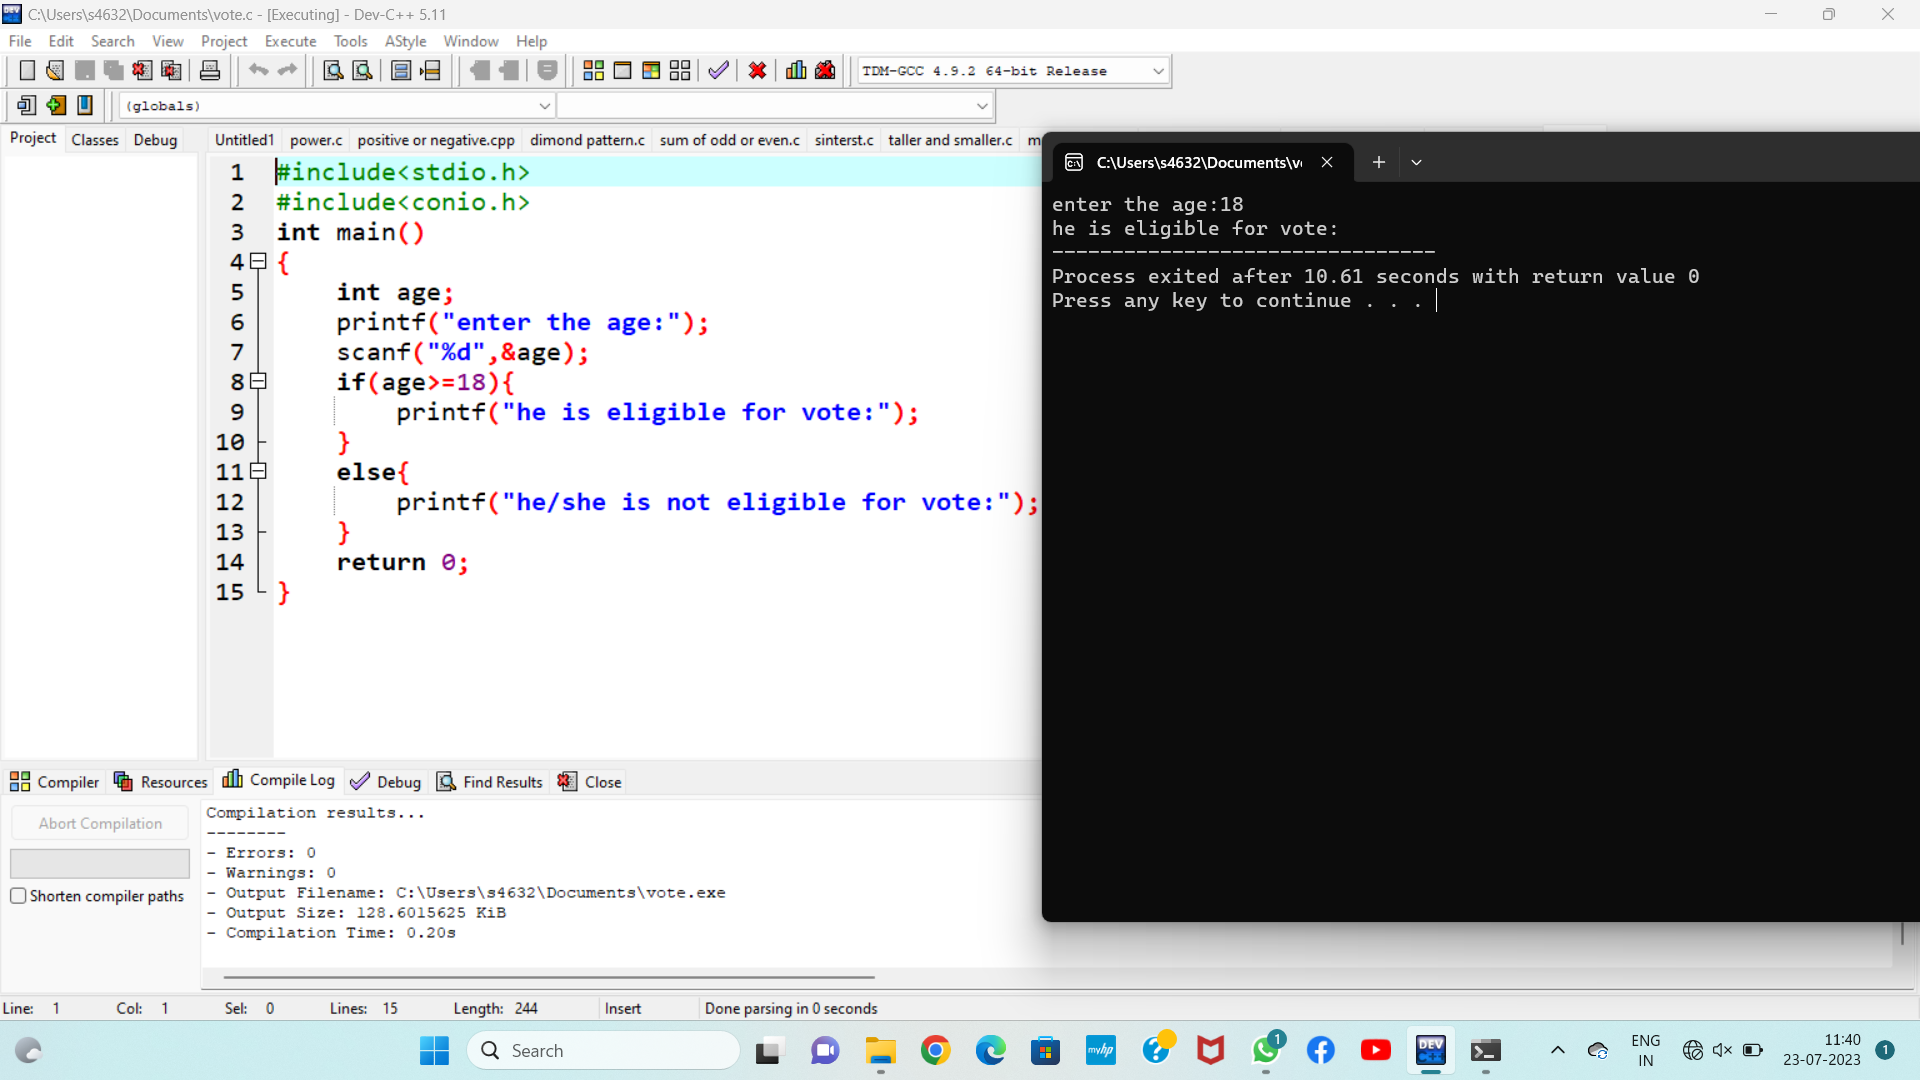 C:\Users\s4632\Documents\vote.c - [Executing] - Dev-C++ 5.11
File Edit Search View Project Execute Tools AStyle Window Help
TDM-GCC 4.9.2 64-bit Release
(globals)
Project Classes Debug
Untitled1 power.c positive or negative.cpp dimond pattern.c sum of odd or even.c sinterst.c taller and smaller.c
1 #include<stdio.h>
2 #include<conio.h>
3 int main()
4 {
5 int age;
6 printf("enter the age:");
7 scanf("%d",&age);
8 if(age>=18){
9 printf("he is eligible for vote:");
10 }
11 else{
12 printf("he/she is not eligible for vote:");
13 }
14 return 0;
15 }
C:\Users\s4632\Documents\v
enter the age:18
he is eligible for vote:
--------------------------------
Process exited after 10.61 seconds with return value 0
Press any key to continue . . .
Compiler Resources Compile Log Debug Find Results Close
Abort Compilation
Shorten compiler paths
Compilation results...
--------
- Errors: 0
- Warnings: 0
- Output Filename: C:\Users\s4632\Documents\vote.exe
- Output Size: 128.6015625 KiB
- Compilation Time: 0.20s
Line: 1 Col: 1 Sel: 0 Lines: 15 Length: 244 Insert Done parsing in 0 seconds
Search
myhp
1
DEV C++
ENG
IN
11:40
23-07-2023
1